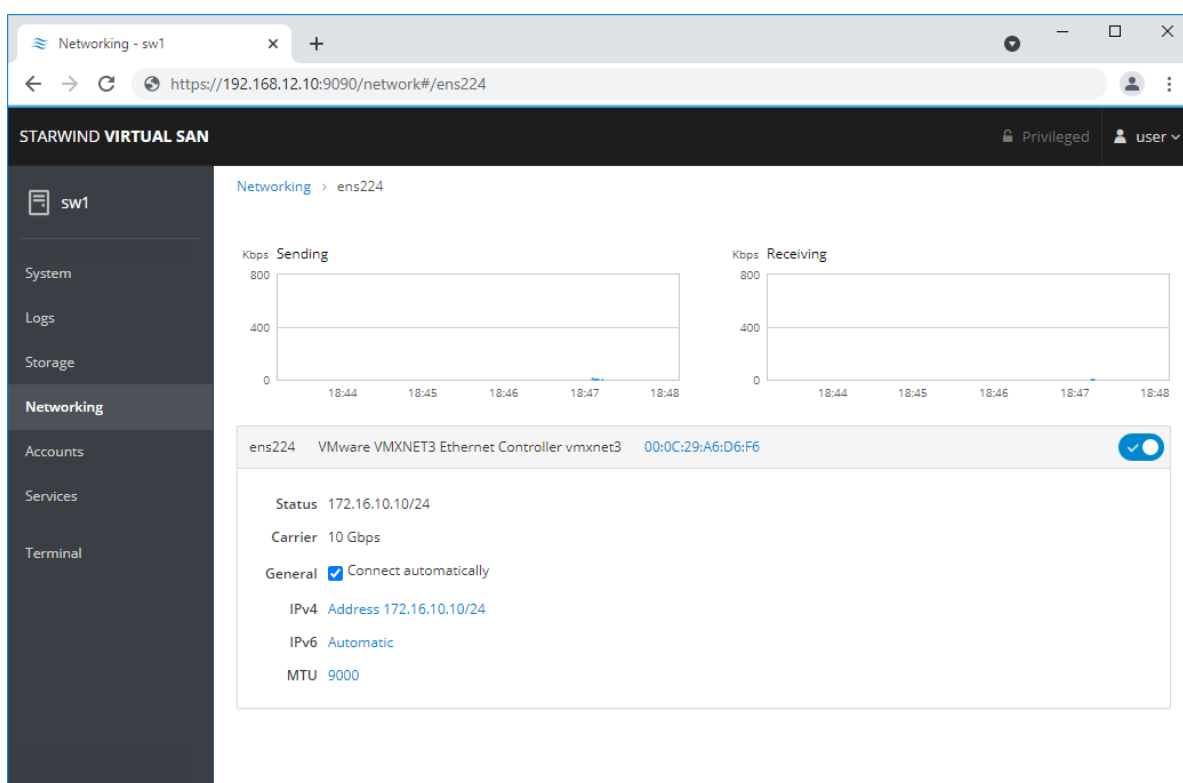 Networking - sw1
https://192.168.12.10:9090/network#/ens224
STARWIND VIRTUAL SAN
Privileged
user
sw1
System
Logs
Storage
Networking
Accounts
Services
Terminal
Networking > ens224
Kbps Sending
800
400
0
18:44 18:45 18:46 18:47 18:48
Kbps Receiving
800
400
0
18:44 18:45 18:46 18:47 18:48
ens224 VMware VMXNET3 Ethernet Controller vmxnet3 00:0C:29:A6:D6:F6
Status 172.16.10.10/24
Carrier 10 Gbps
General Connect automatically
IPv4 Address 172.16.10.10/24
IPv6 Automatic
MTU 9000